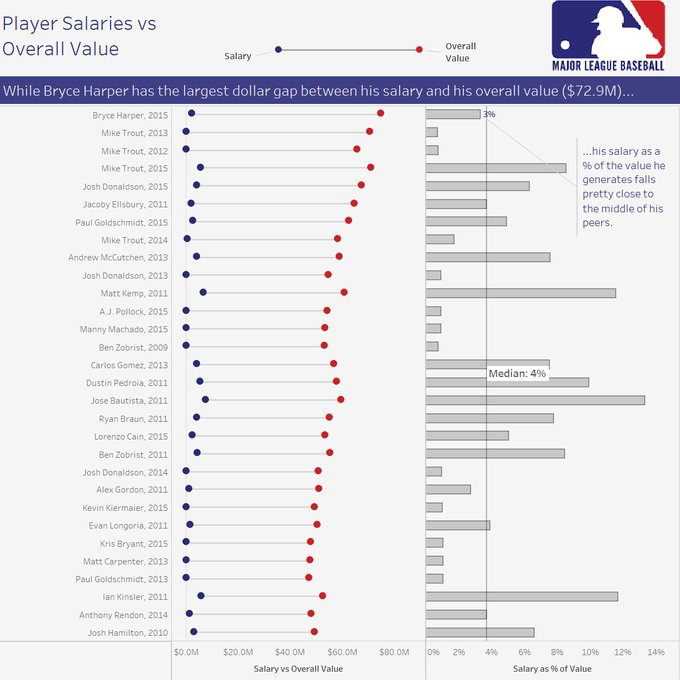 Player Salaries vs
Overall Value
Salary
Overall
Value
MAJOR LEAGUE BASEBALL
While Bryce Harper has the largest dollar gap between his salary and his overall value ($72.9M)...
Bryce Harper, 2015
3%
Mike Trout, 2013
Mike Trout, 2012
Mike Trout, 2015
Josh Donaldson, 2015
Jacoby Ellsbury, 2011
Paul Goldschmidt, 2015
Mike Trout, 2014
Andrew McCutchen, 2013
Josh Donaldson, 2013
Matt Kemp, 2011
A.J. Pollock, 2015
Manny Machado, 2015
Ben Zobrist, 2009
Carlos Gomez, 2013
Dustin Pedroia, 2011
Jose Bautista, 2011
Ryan Braun, 2011
Lorenzo Cain, 2015
Ben Zobrist, 2011
Josh Donaldson, 2014
Alex Gordon, 2011
Kevin Kiermaier, 2015
Evan Longoria, 2011
Kris Bryant, 2015
Matt Carpenter, 2013
Paul Goldschmidt, 2013
Ian Kinsler, 2011
Anthony Rendon, 2014
Josh Hamilton, 2010
...his salary as a
% of the value he
generates falls
pretty close to
the middle of his
peers.
Median: 4%
$0.0M $20.0M $40.0M $60.0M $80.0M
Salary vs Overall Value
0% 2% 4% 6% 8% 10% 12% 14%
Salary as % of Value